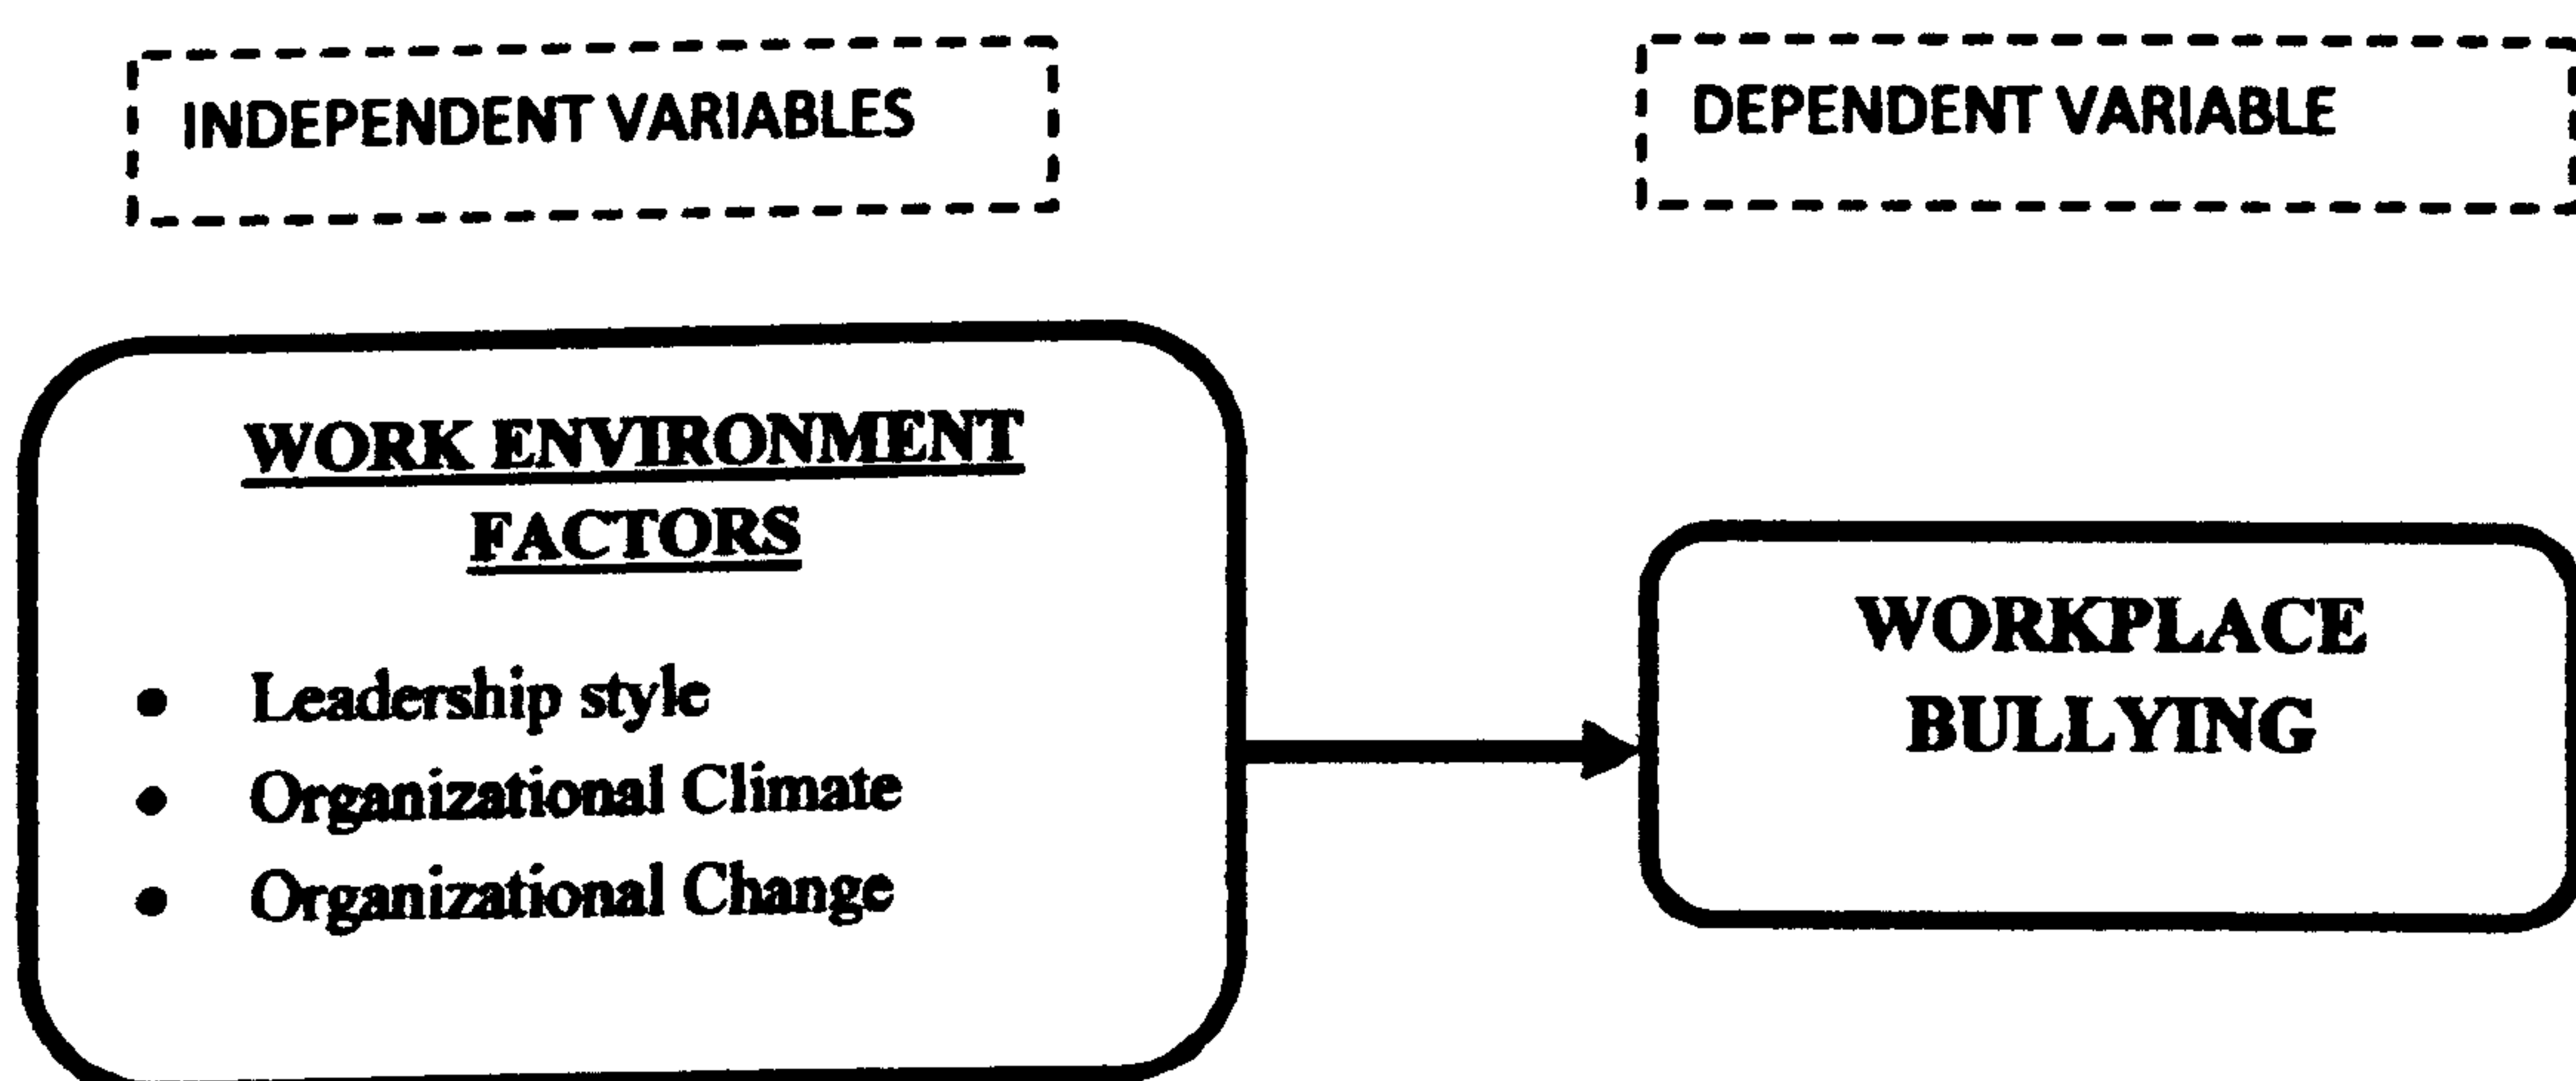 INDEPENDENT VARIABLES
DEPENDENT VARIABLE
WORK ENVIRONMENT
FACTORS
• Leadership style
• Organizational Climate
• Organizational Change
WORKPLACE
BULLYING